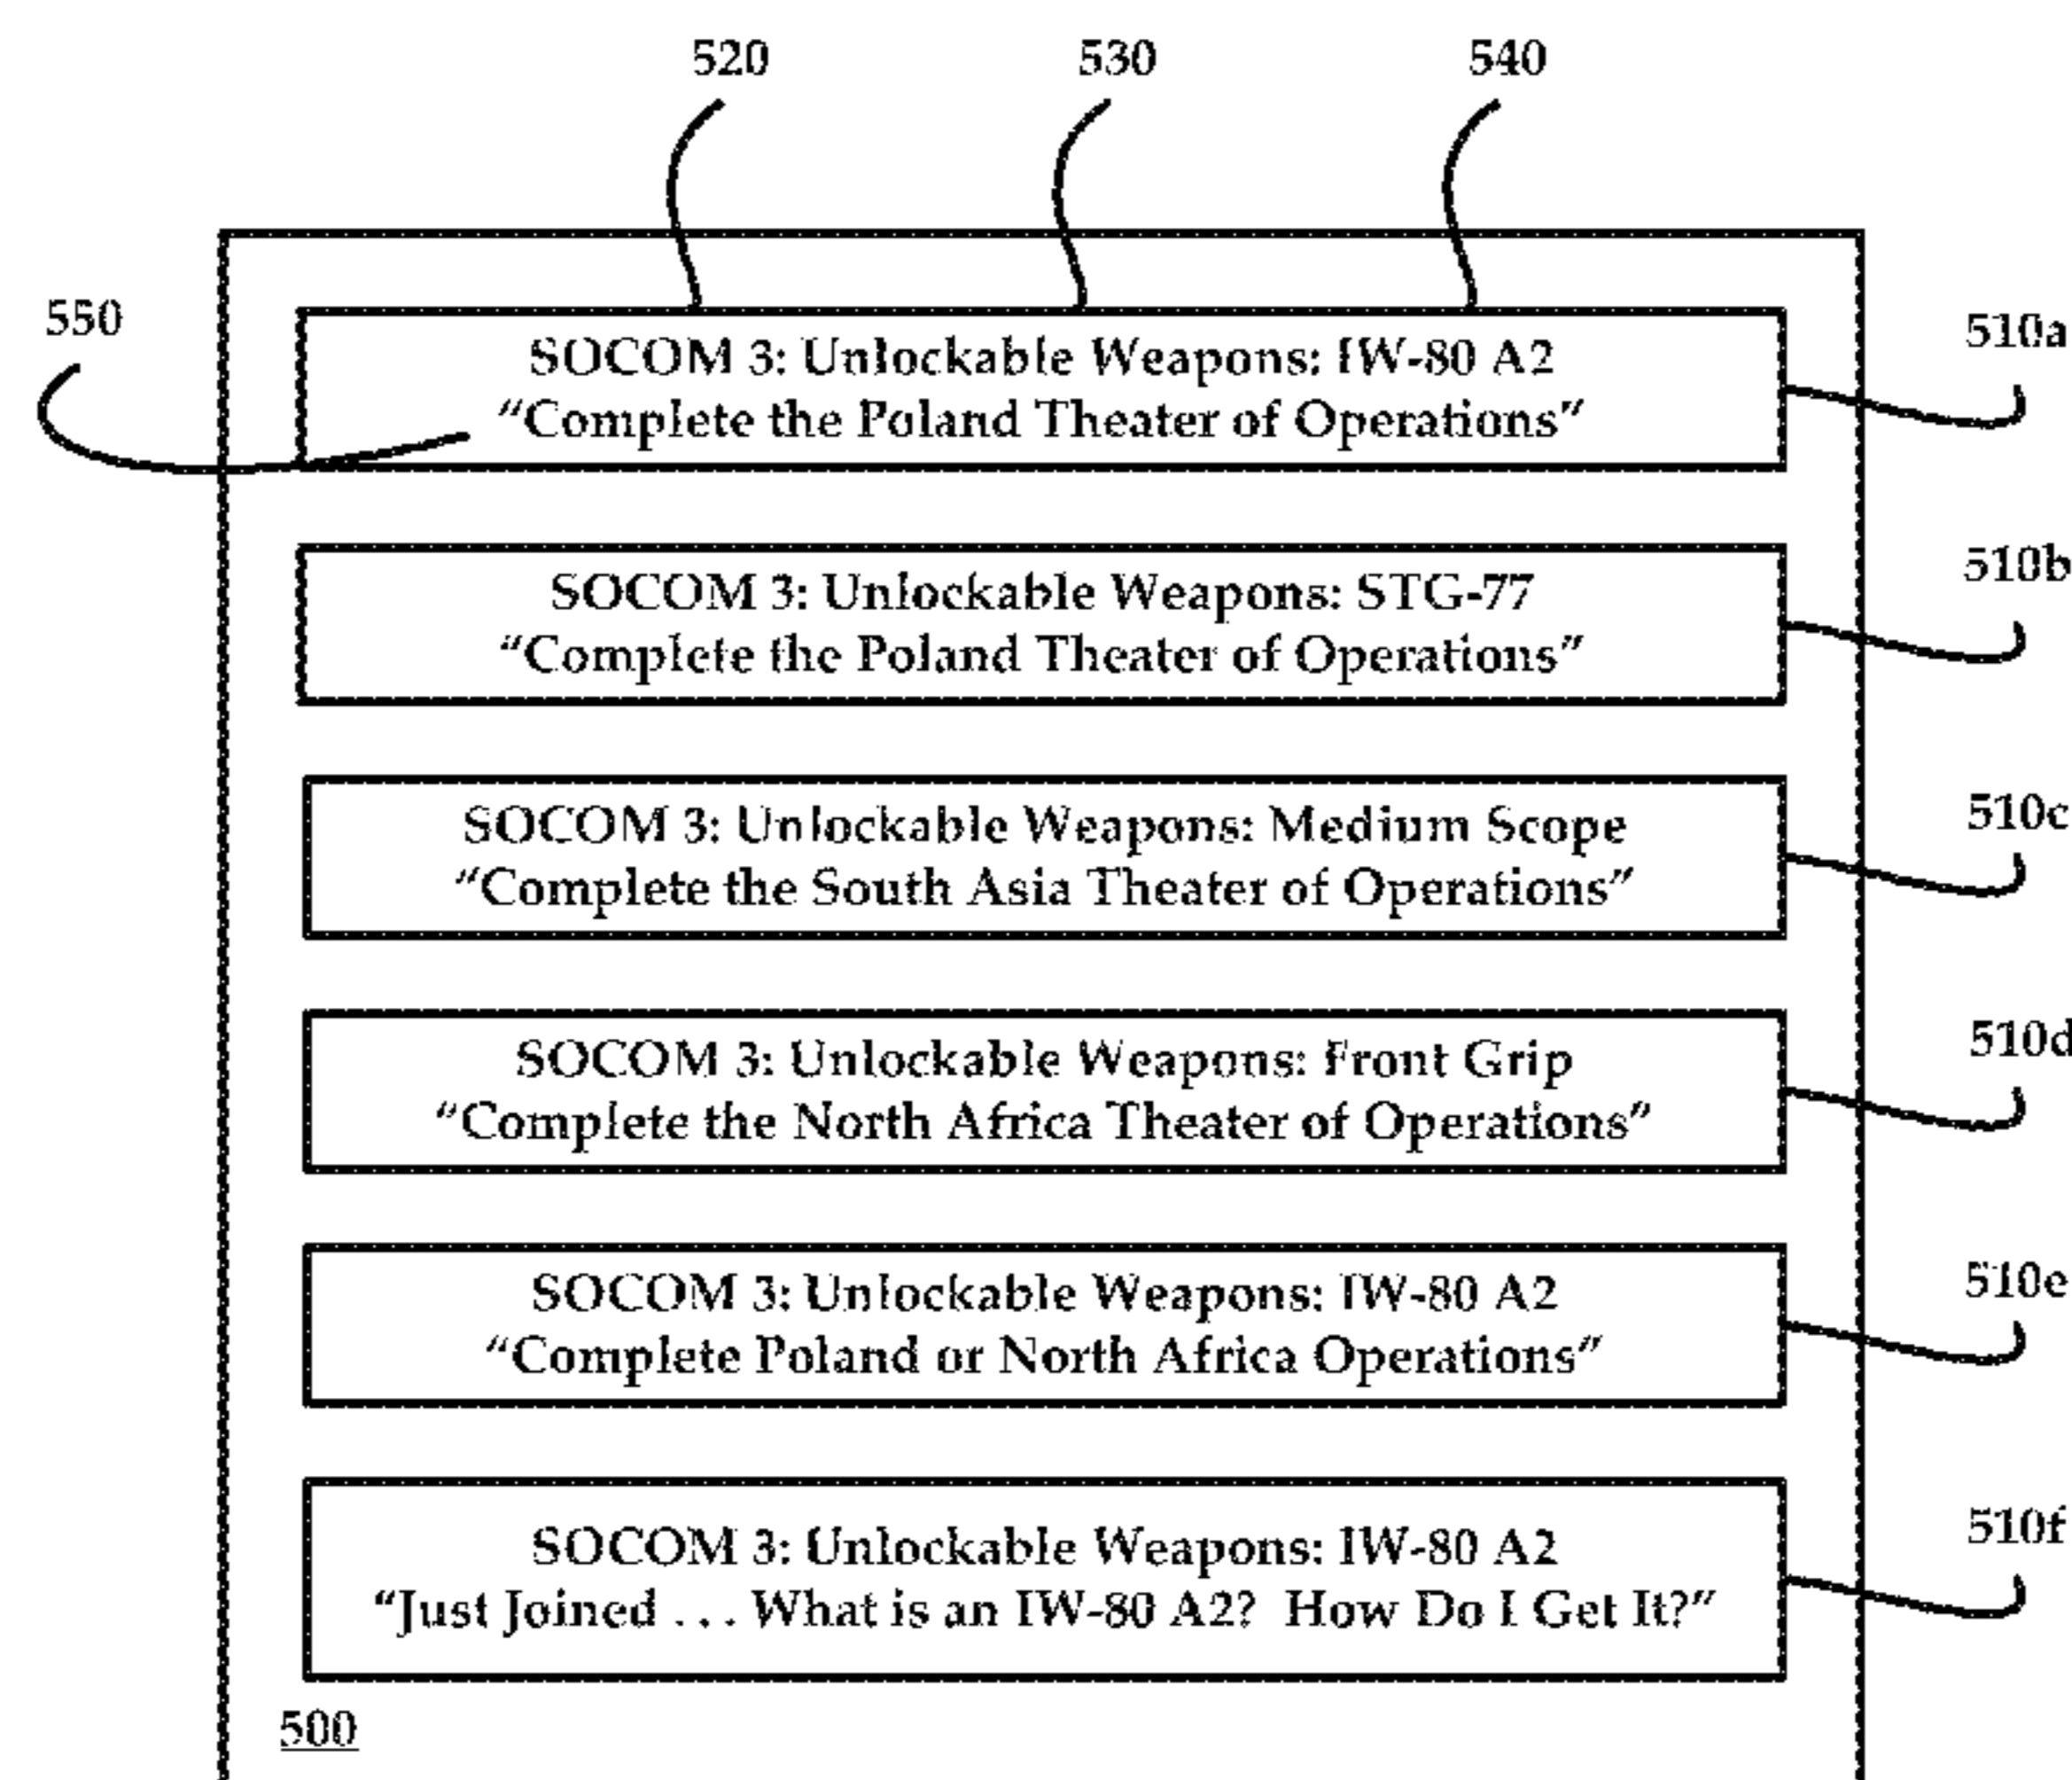 520 530 540
550
SOCOM 3: Unlockable Weapons: IW-80 A2
“Complete the Poland Theater of Operations”
510a
SOCOM 3: Unlockable Weapons: STG-77
“Complete the Poland Theater of Operations”
510b
SOCOM 3: Unlockable Weapons: Medium Scope
“Complete the South Asia Theater of Operations”
510c
SOCOM 3: Unlockable Weapons: Front Grip
“Complete the North Africa Theater of Operations”
510d
SOCOM 3: Unlockable Weapons: IW-80 A2
“Complete Poland or North Africa Operations”
510e
SOCOM 3: Unlockable Weapons: IW-80 A2
“Just Joined . . . What is an IW-80 A2? How Do I Get It?”
510f
500